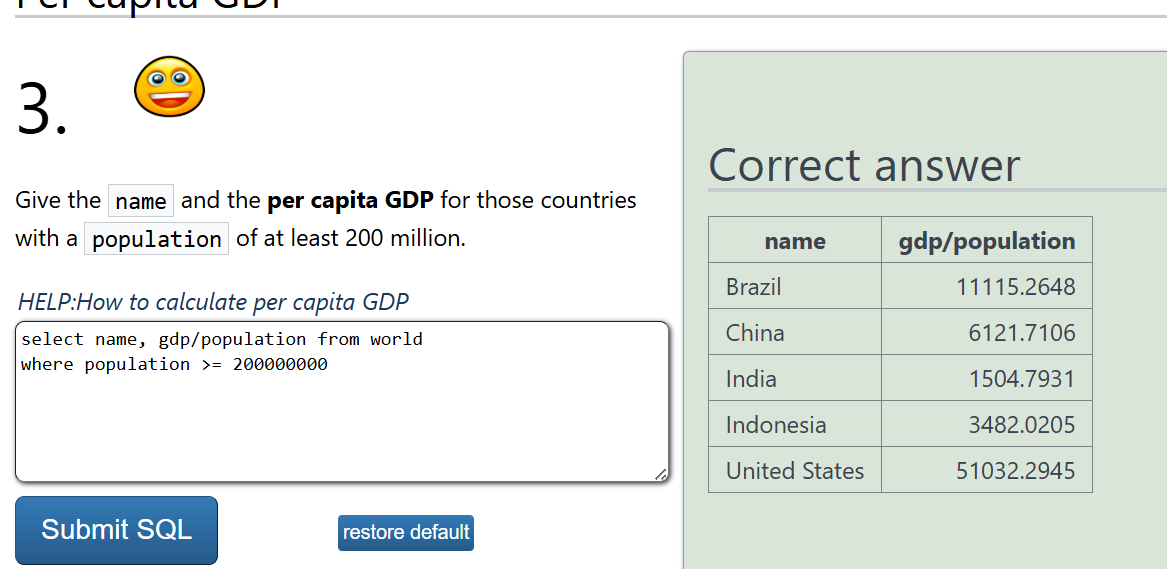 Per capita GDP
3.
Give the name and the per capita GDP for those countries
with a population of at least 200 million.
HELP:How to calculate per capita GDP
select name, gdp/population from world
where population >= 200000000
Submit SQL
restore default
Correct answer
name gdp/population
Brazil 11115.2648
China 6121.7106
India 1504.7931
Indonesia 3482.0205
United States 51032.2945